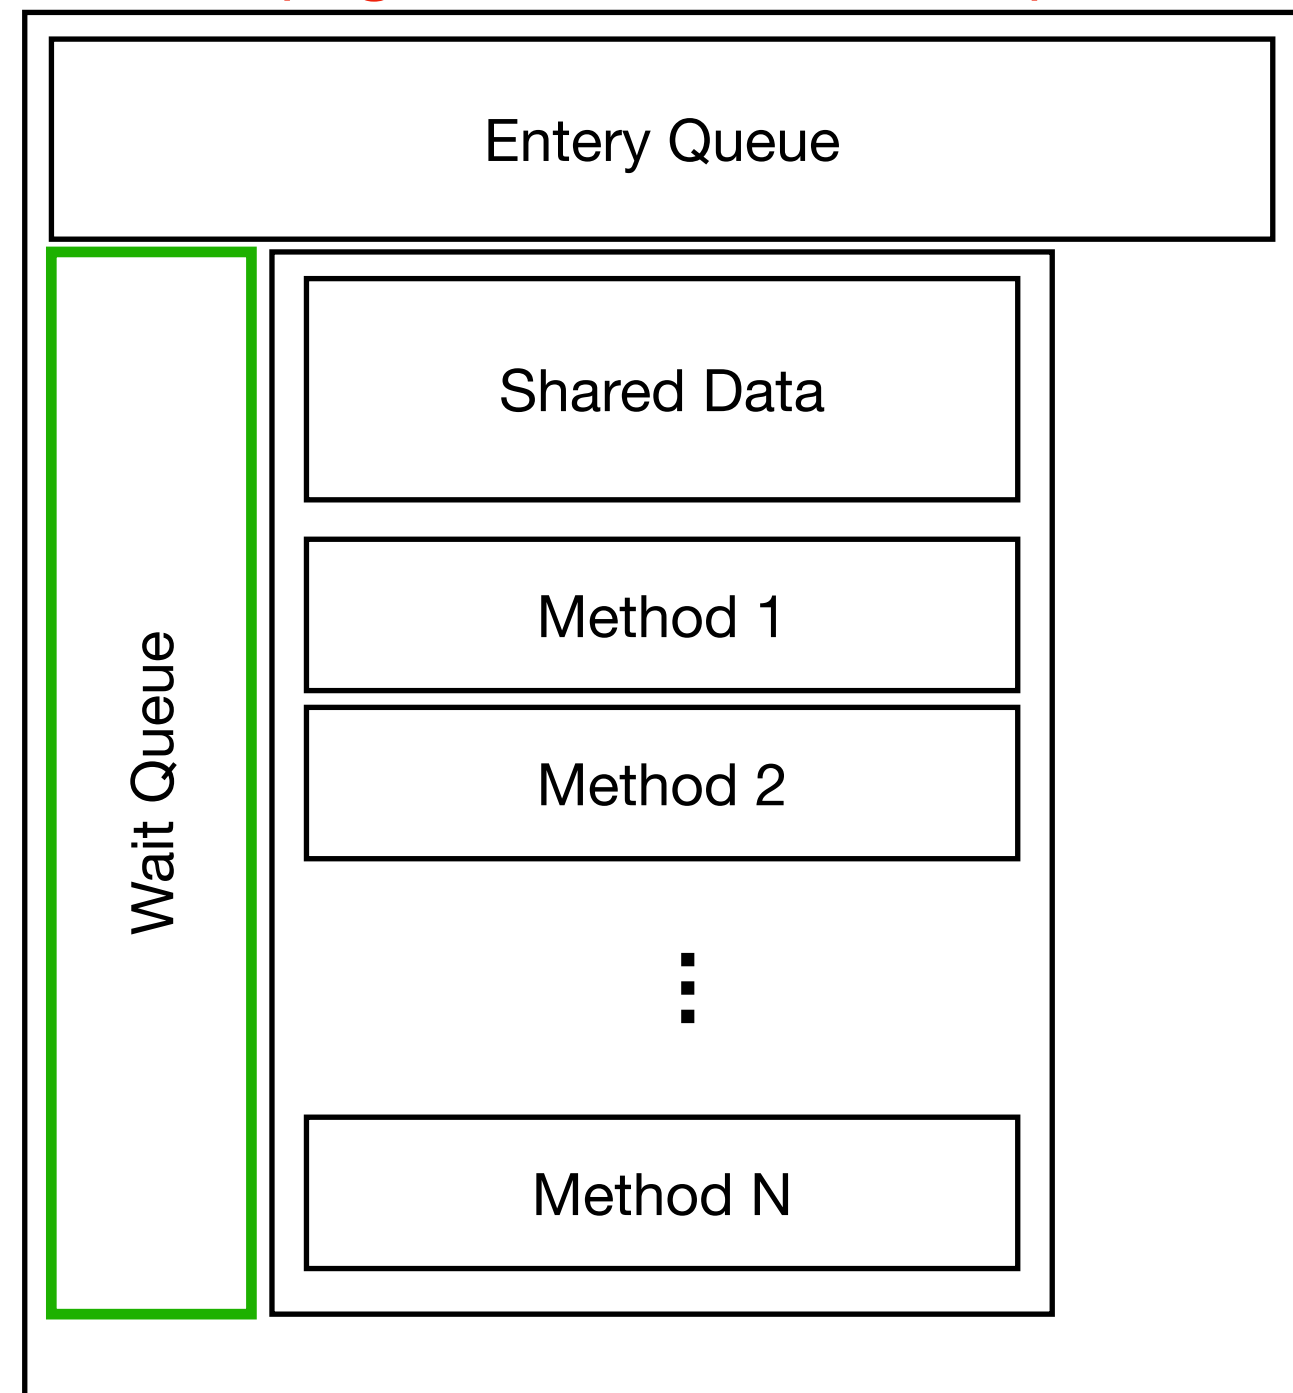 Entery Queue
Shared Data
Method 1
Method 2
Wait Queue
Method N